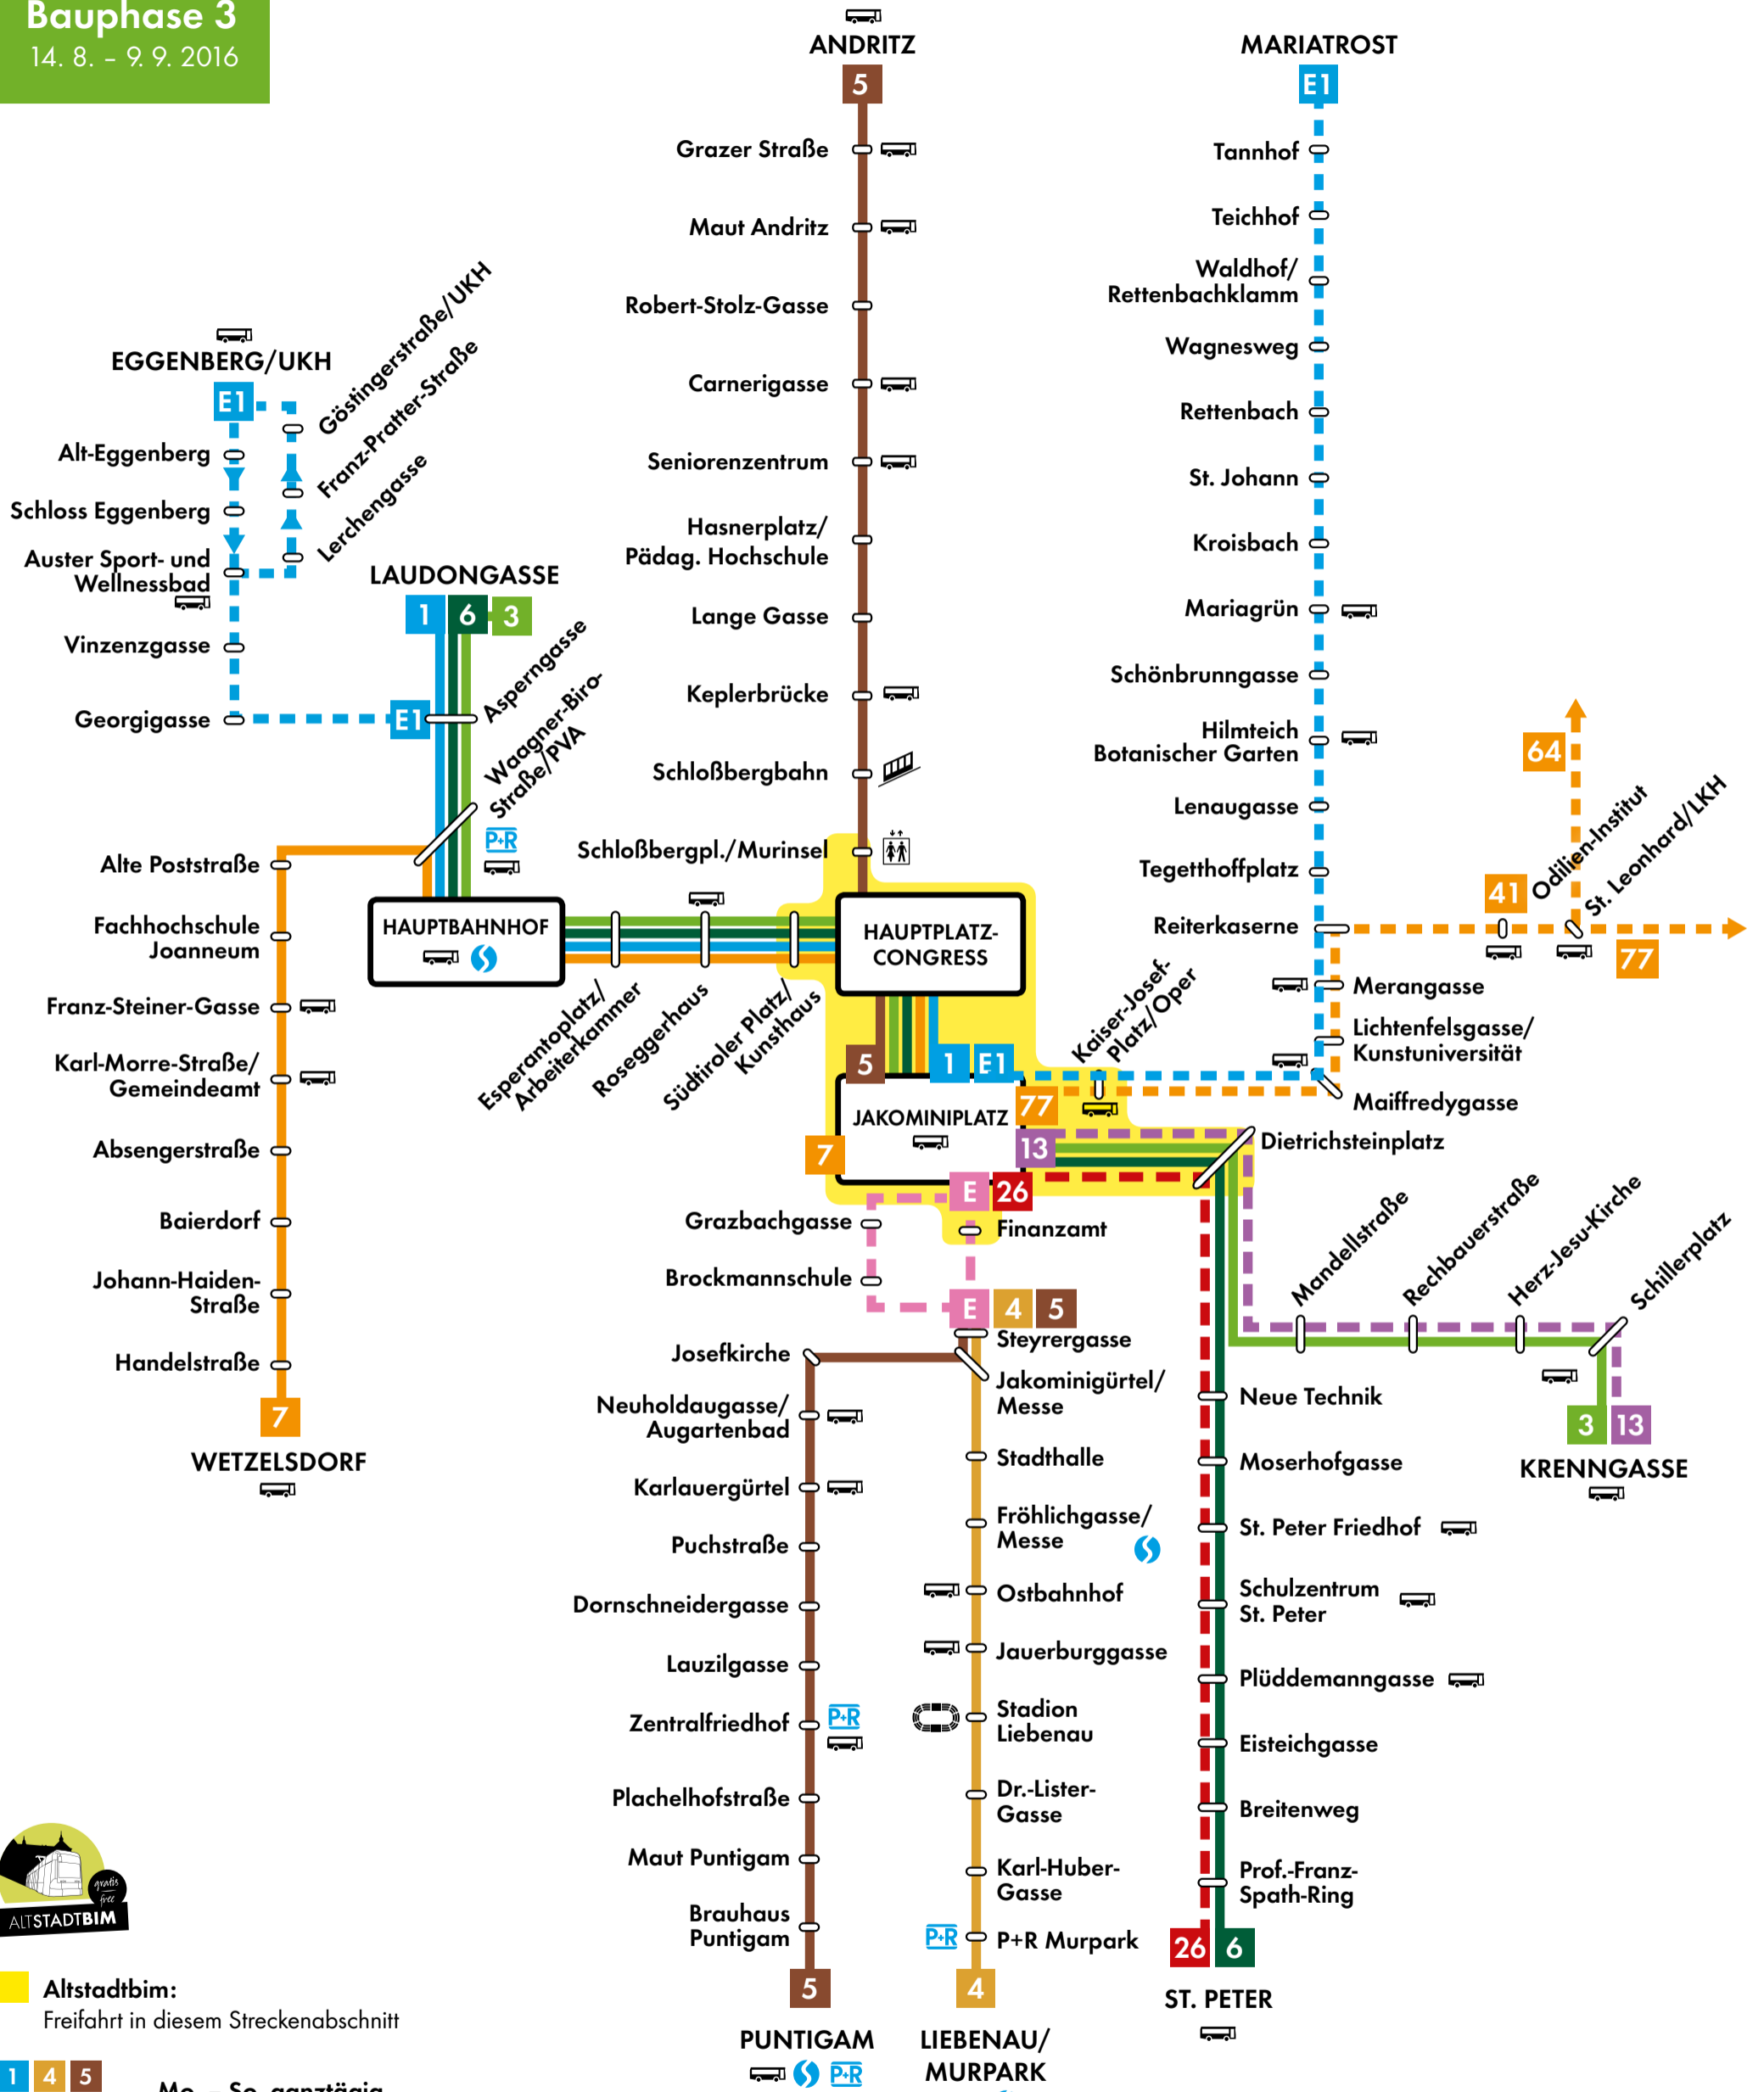 Bauphase 3
14. 8. – 9. 9. 2016
ANDRITZ
5
Grazer Straße
Maut Andritz
Robert-Stolz-Gasse
Carnerigasse
Seniorenzentrum
Hasnerplatz/
Pädag. Hochschule
Lange Gasse
Keplerbrücke
Schloßbergbahn
Schloßbergpl./Murinsel
MARIATROST
E1
Tannhof
Teichhof
Waldhof/
Rettenbachklamm
Wagnesweg
Rettenbach
St. Johann
Kroisbach
Mariagrün
Schönbrunngasse
Hilmteich
Botanischer Garten
Lenaugasse
Tegetthoffplatz
Reiterkaserne
Merangasse
Lichtenfelsgasse/
Kunstuniversität
Maiffredygasse
64
41
Odilien-Institut
St. Leonhard/LKH
77
EGGENBERG/UKH
E1
Göstingerstraße/UKH
Franz-Pratter-Straße
Lerchengasse
Alt-Eggenberg
Schloss Eggenberg
Auster Sport- und
Wellnessbad
Vinzenzgasse
Georgigasse
E1
LAUDONGASSE
1 6 3
Asperngasse
Waagner-Biro-
Straße/PVA
P+R
HAUPTBAHNHOF
Esperantoplatz/
Arbeiterkammer
Roseggerhaus
Südtiroler Platz/
Kunsthaus
HAUPTPLATZ-
CONGRESS
5 1 E1
JAKOMINIPLATZ
77
13
7
E 26
Kaiser-Josef-
Platz/Oper
Dietrichsteinplatz
Alte Poststraße
Fachhochschule
Joanneum
Franz-Steiner-Gasse
Karl-Morre-Straße/
Gemeindeamt
Absengerstraße
Baierdorf
Johann-Haiden-
Straße
Handelstraße
7
WETZELSDORF
Grazbachgasse
Brockmannschule
Finanzamt
E 4 5
Steyrergasse
Jakominigürtel/
Messe
Josefkirche
Neuholdaugasse/
Augartenbad
Karlauergürtel
Puchstraße
Dornschneidergasse
Lauzilgasse
Zentralfriedhof
P+R
Plachelhofstraße
Maut Puntigam
Brauhaus
Puntigam
5
PUNTIGAM
P+R
Stadthalle
Fröhlichgasse/
Messe
Ostbahnhof
Jauerburggasse
Stadion
Liebenau
Dr.-Lister-
Gasse
Karl-Huber-
Gasse
P+R
P+R Murpark
4
LIEBENAU/
MURPARK
Mandellstraße
Rechbauerstraße
Herz-Jesu-Kirche
Schillerplatz
3 13
KRENNGASSE
Neue Technik
Moserhofgasse
St. Peter Friedhof
Schulzentrum
St. Peter
Plüddemanngasse
Eisteichgasse
Breitenweg
Prof.-Franz-
Spath-Ring
26 6
ST. PETER
gratis
free
ALTSTADTBIM
Altstadtbim:
Freifahrt in diesem Streckenabschnitt
1 4 5
Mo. – So. ganztägig